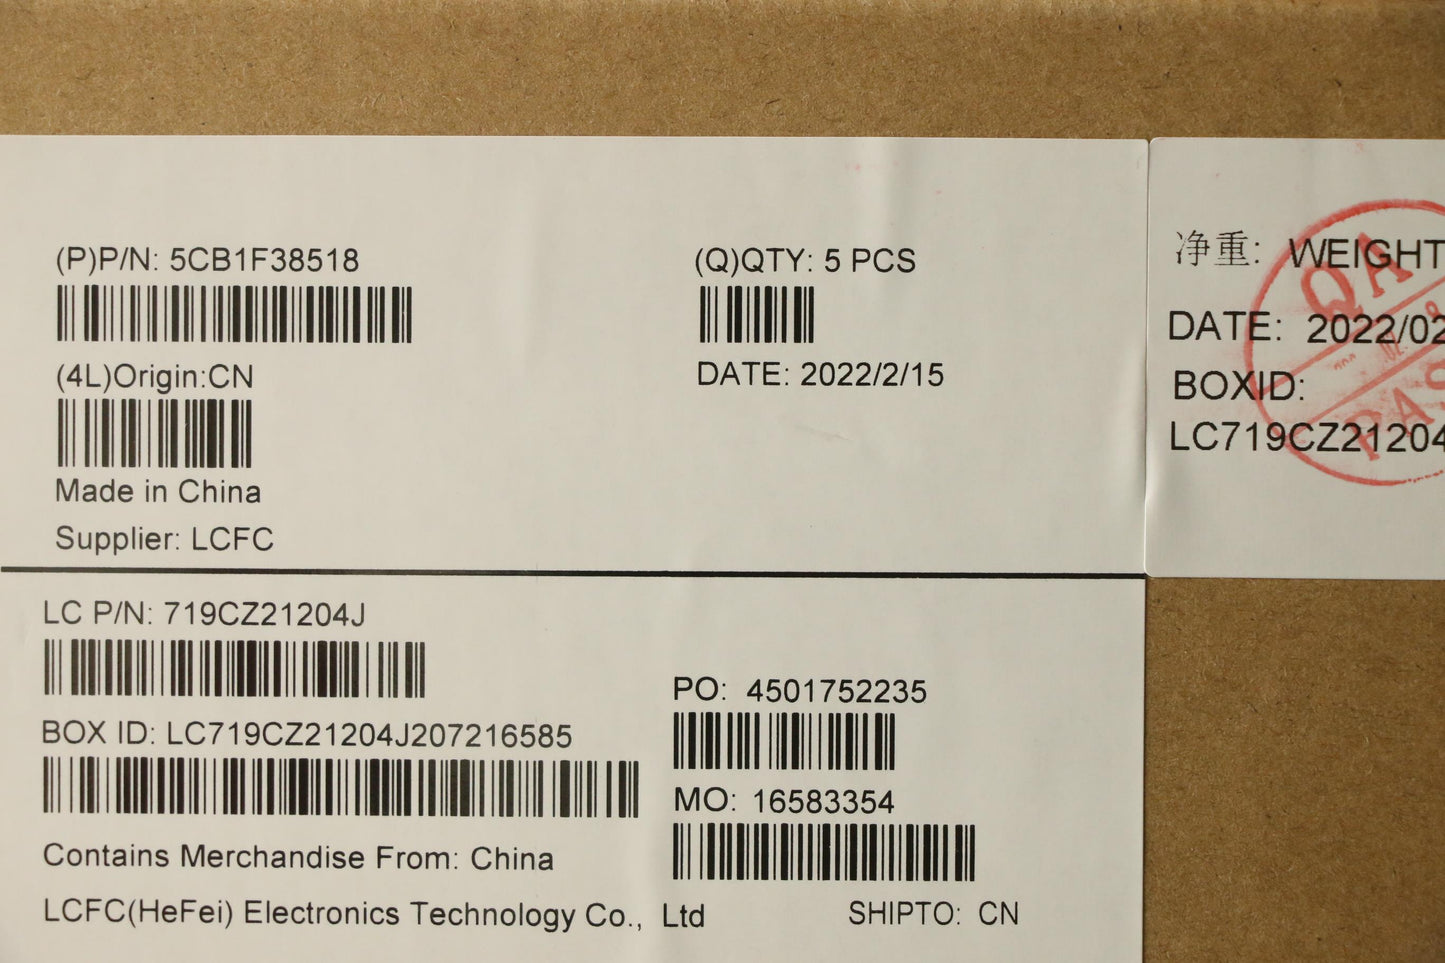 (P)P/N: 5CB1F38518
(Q)QTY: 5 PCS
(4L)Origin:CN
DATE: 2022/2/15
Made in China
Supplier: LCFC
LC P/N: 719CZ21204J
PO: 4501752235
BOX ID: LC719CZ21204J207216585
MO: 16583354
Contains Merchandise From: China
LCFC(HeFei) Electronics Technology Co., Ltd
SHIPTO: CN
净重: WEIGHT
DATE: 2022/02
BOXID:
LC719CZ21204
QA
PAS